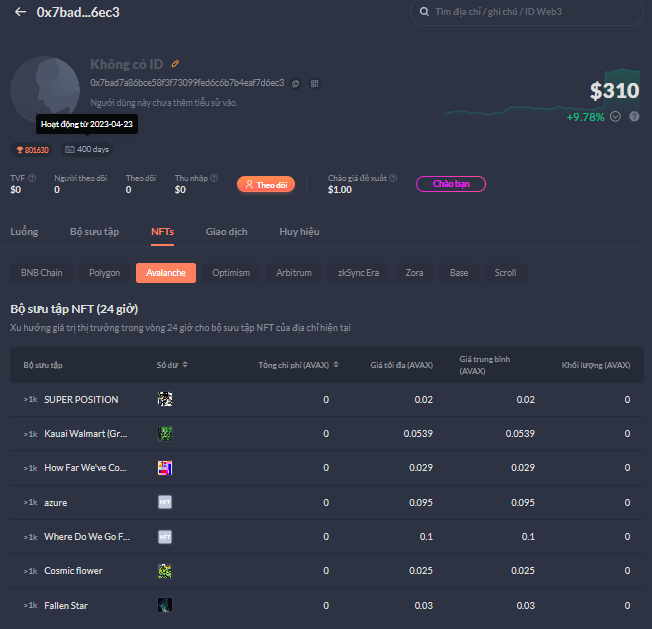 0x7bad...6ec3
Tìm địa chỉ / ghi chú / ID Web3
Không có ID
0x7bad7a86bce58f3f73099fed6c6b7b4eaf7d6ec3
Người dùng này chưa thêm tiểu sử vào.
Hoạt động từ 2023-04-23
$310
+9.78%
801630
400 days
TVF
$0
Người theo dõi
0
Theo dõi
0
Thu nhập
$0
Theo dõi
Chào giá đề xuất
$1.00
Chào bạn
Luồng Bộ sưu tập NFTs Giao dịch Huy hiệu
BNB Chain Polygon Avalanche Optimism Arbitrum zkSync Era Zora Base Scroll
Bộ sưu tập NFT (24 giờ)
Xu hướng giá trị thị trường trong vòng 24 giờ cho bộ sưu tập NFT của địa chỉ hiện tại
Bộ sưu tập Số dư Tổng chi phí (AVAX) Giá tối đa (AVAX) Giá trung bình (AVAX) Khối lượng (AVAX)
>1k SUPER POSITION 0 0.02 0.02 0
>1k Kauai Walmart (Gr... 0 0.0539 0.0539 0
>1k How Far We've Co... 0 0.029 0.029 0
>1k azure NFT 0 0.095 0.095 0
>1k Where Do We Go F... NFT 0 0.1 0.1 0
>1k Cosmic flower 0 0.025 0.025 0
>1k Fallen Star 0 0.03 0.03 0